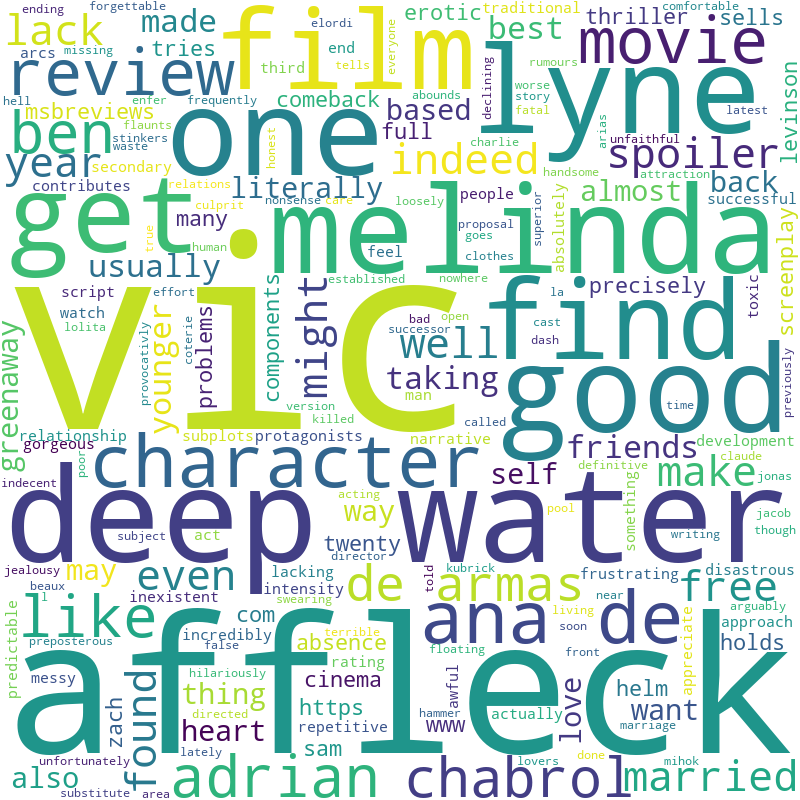 ending
forgettable
elordi
traditional
comfortable
lack
made
film
erotic
best
thriller
sells
arcs
missing
tries
everyone
end
movie
review
third
tells
comeback
abounds
rumours
declining
lyne
hell
enfer
frequently
worse
story
latest
msbreviews
flaunts
based
fatal
arias
levinson
ben
stinkers
waste
honest
one
full
charlie
unfaithful
year
secondary
indeed
spoiler
handsome
attraction
contributes
relations
literally
loosely
people
superior
almost
back
successful
culprit
nonsense
care
get
many
true
melinda
proposal
absolutely
human
feel
goes
clothes
usually
established
nowhere
precisely
toxic
screenplay
script
effort
vic
components
might
bad
open
la
find
watch
lolita
provocativly
coterie
problems
successor
cast
dash
previously
greenaway
younger
version
killed
man
well
good
taking
called
time
relationship
subplots
protagonists
narrative
friends
development
gorgeous
character
self
definitive
something
claude
indecent
poor
make
jonas
deep water
acting
pool
writing
jacob
subject
act
way
director
twenty
though
jealousy
may
even
lacking
told
kubrick
frustrating
near
disastrous
beaux
l
inexistent
intensity
swearing
de armas
living
free
arguably
like
com
ana de
soon
approach
predictable
preposterous
incredibly
false
absence
terrible
floating
front
appreciate
holds
messy
zach
found
hilariously
rating
affleck
cinema
awful
love
helm
thing
directed
https
actually
want
heart
repetitive
hammer
www
marriage
unfortunately
lately
sam
lovers
done
mihok
also
adrian
chabrol
married
substitute
area